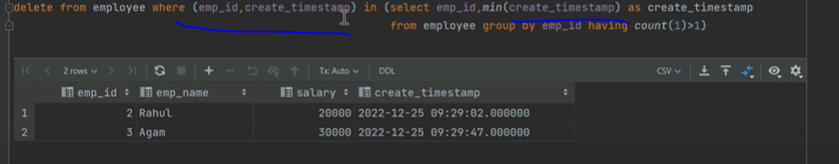 delete from employee where (emp_id,create_timestamp) in (select emp_id,min(create_timestamp) as create_timestamp
from employee group by emp_id having count(1)>1)
2 rows Tx: Auto DDL CSV
emp_id emp_name salary create_timestamp
1 2 Rahul 20000 2022-12-25 09:29:02.000000
2 3 Agam 30000 2022-12-25 09:29:47.000000